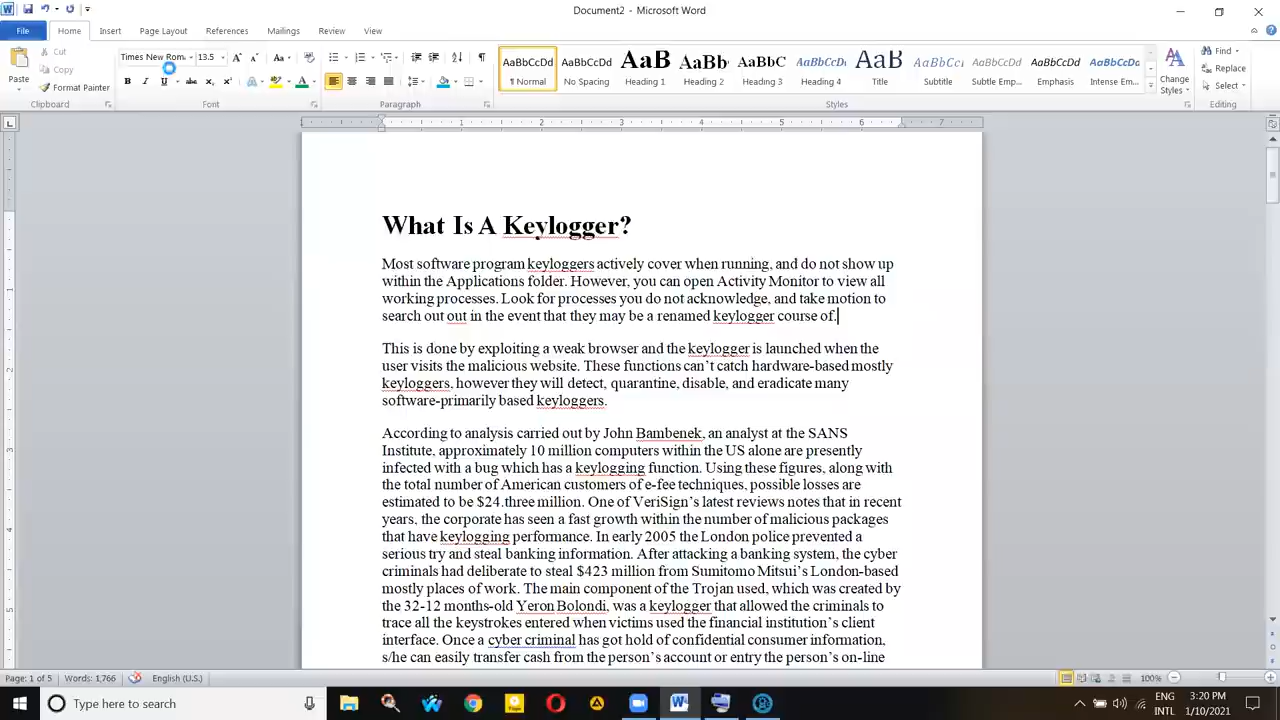 Document2 - Microsoft Word
File Home Insert Page Layout References Mailings Review View
Paste
Cut
Copy
Format Painter
Clipboard
Times New Rom 13.5
Font
Paragraph
AaBbCcDd AaBbCcDd AaB AaBb AaBbC AaBbCcDd AaB AaBbCc AaBbCcDd AaBbCcDd AaBbCcDd
¶ Normal No Spacing Heading 1 Heading 2 Heading 3 Heading 4 Title Subtitle Subtle Emp... Emphasis Intense Em...
Styles
Change Styles
Find
Replace
Select
Editing
1 2 3 4 5 6 7
What Is A Keylogger?
Most software program keyloggers actively cover when running, and do not show up
within the Applications folder. However, you can open Activity Monitor to view all
working processes. Look for processes you do not acknowledge, and take motion to
search out out in the event that they may be a renamed keylogger course of.
This is done by exploiting a weak browser and the keylogger is launched when the
user visits the malicious website. These functions can’t catch hardware-based mostly
keyloggers, however they will detect, quarantine, disable, and eradicate many
software-primarily based keyloggers.
According to analysis carried out by John Bambenek, an analyst at the SANS
Institute, approximately 10 million computers within the US alone are presently
infected with a bug which has a keylogging function. Using these figures, along with
the total number of American customers of e-fee techniques, possible losses are
estimated to be $24.three million. One of VeriSign’s latest reviews notes that in recent
years, the corporate has seen a fast growth within the number of malicious packages
that have keylogging performance. In early 2005 the London police prevented a
serious try and steal banking information. After attacking a banking system, the cyber
criminals had deliberate to steal $423 million from Sumitomo Mitsui’s London-based
mostly places of work. The main component of the Trojan used, which was created by
the 32-12 months-old Yeron Bolondi, was a keylogger that allowed the criminals to
trace all the keystrokes entered when victims used the financial institution’s client
interface. Once a cyber criminal has got hold of confidential consumer information,
s/he can easily transfer cash from the person’s account or entry the person’s on-line
Page: 1 of 5 Words: 1,766 English (U.S.) 100%
Type here to search
ENG
INTL
3:20 PM
1/10/2021